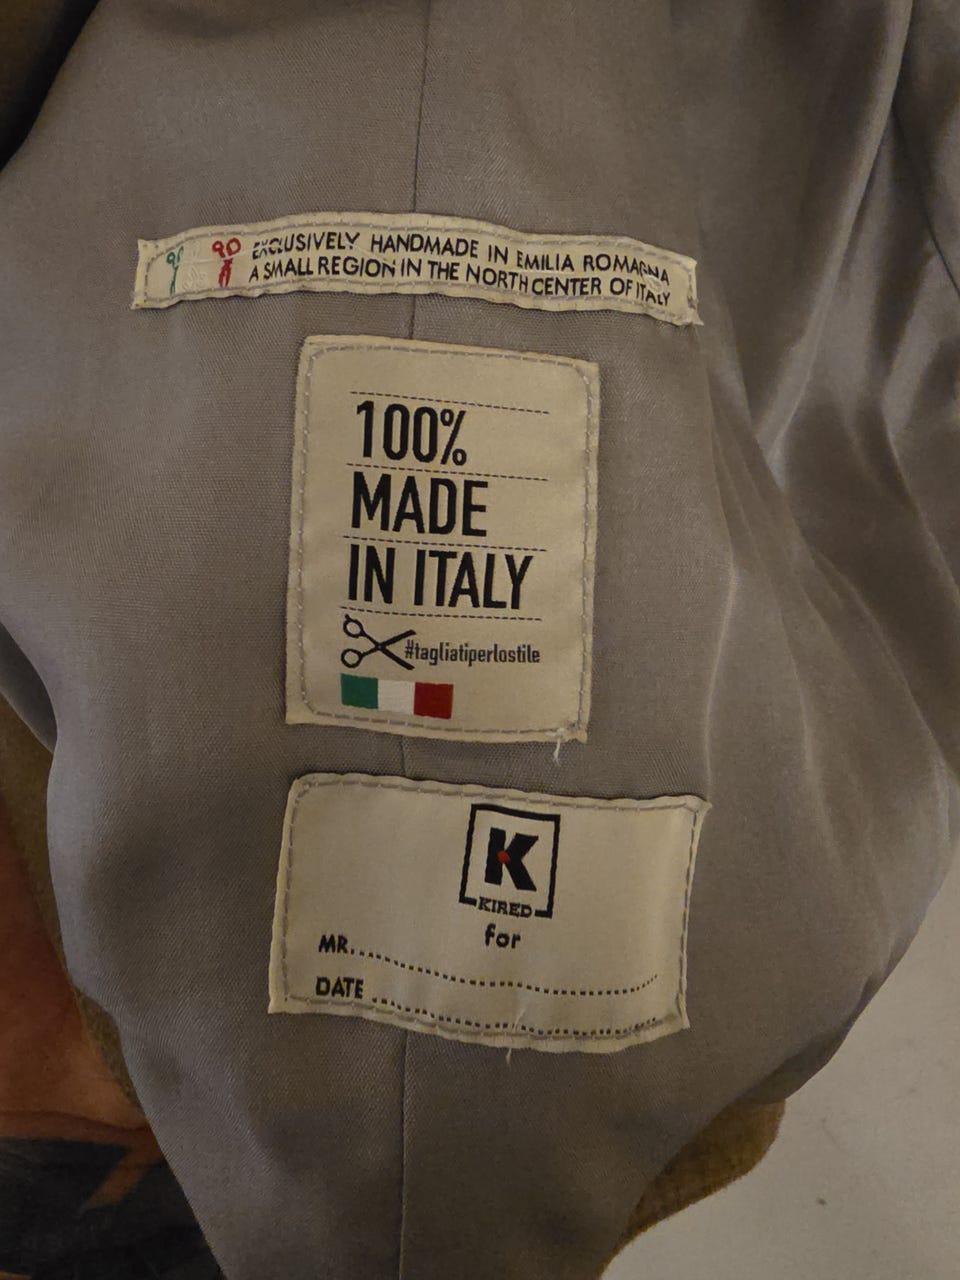 EXCLUSIVELY HANDMADE IN EMILIA ROMAGNA
A SMALL REGION IN THE NORTH CENTER OF ITALY
100%
MADE
IN ITALY
#tagliatiperlostile
K
KIRED
for
MR.
DATE